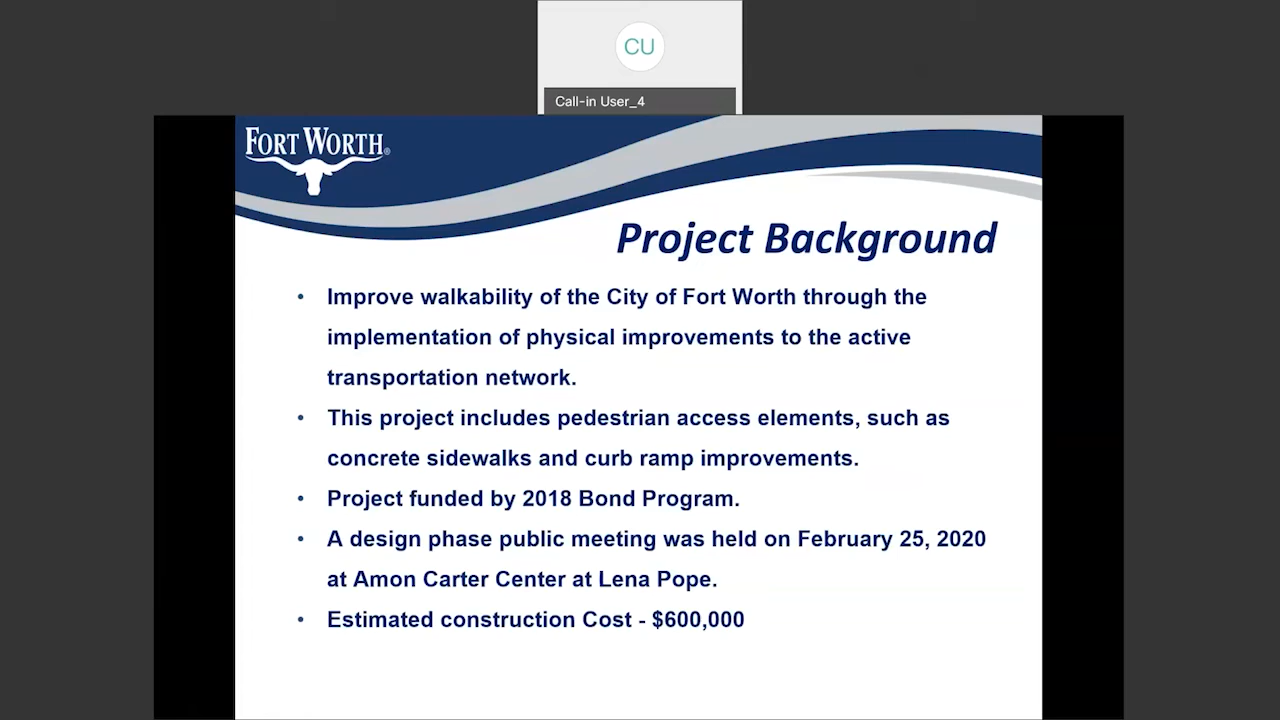 CU
Call-in User_4
FORT WORTH®
Project Background
• Improve walkability of the City of Fort Worth through the
implementation of physical improvements to the active
transportation network.
• This project includes pedestrian access elements, such as
concrete sidewalks and curb ramp improvements.
• Project funded by 2018 Bond Program.
• A design phase public meeting was held on February 25, 2020
at Amon Carter Center at Lena Pope.
• Estimated construction Cost - $600,000